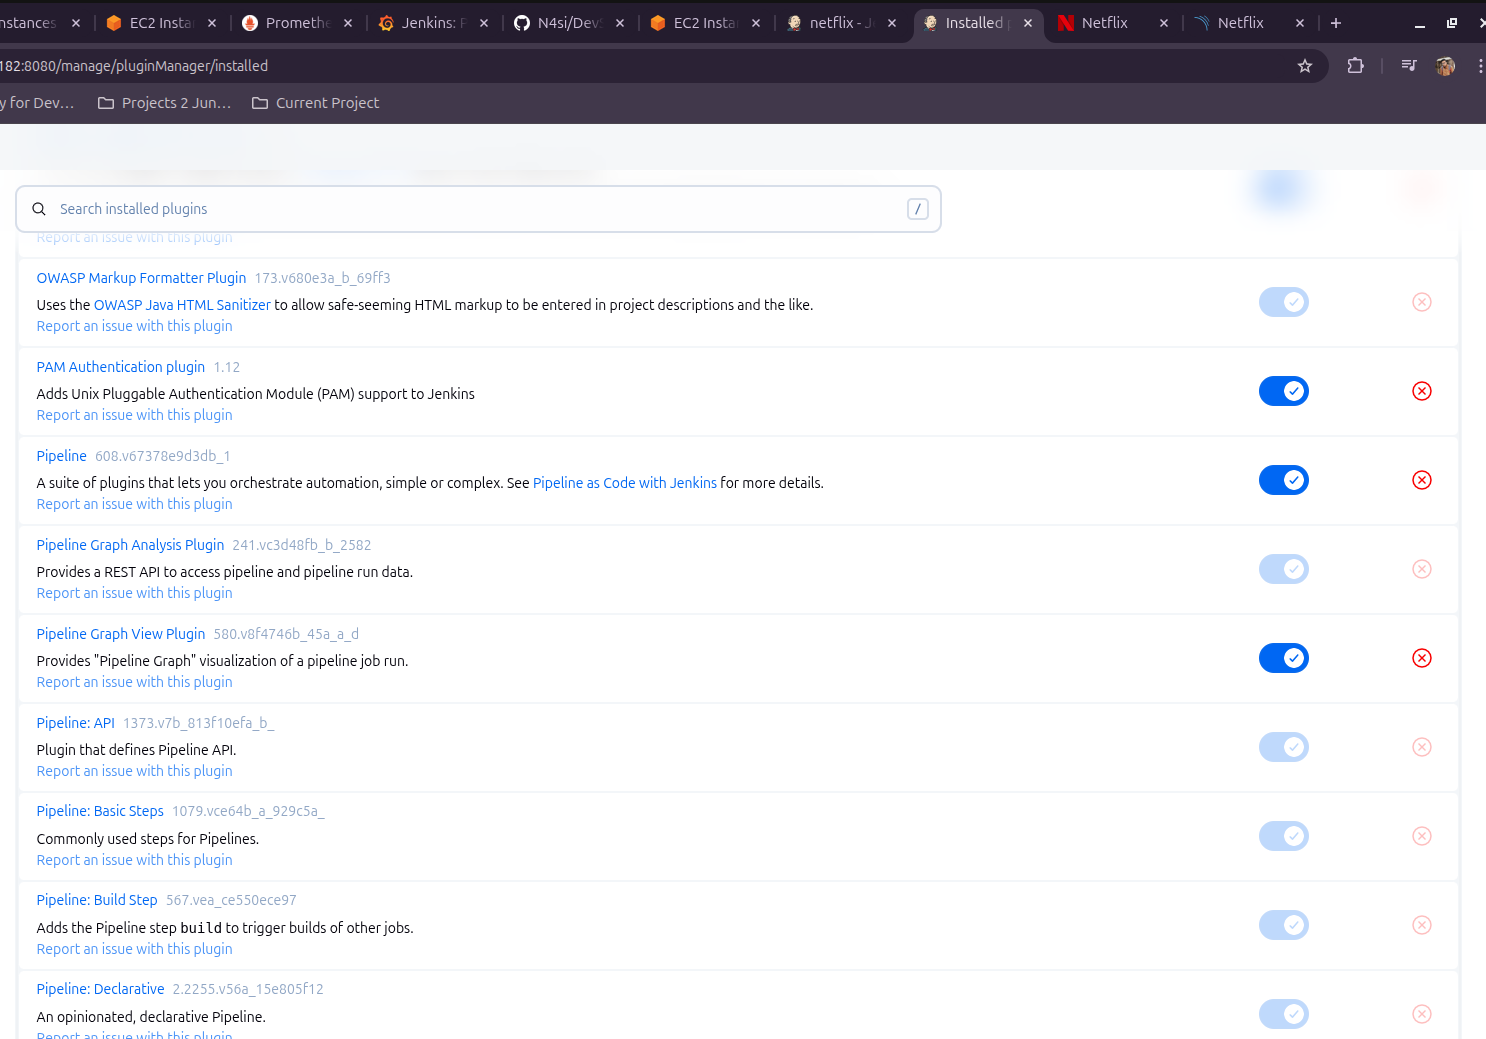 nstances
EC2 Insta
Promethe
Jenkins: P
N4si/DevS
EC2 Insta
netflix - Je
Installed p
Netflix
Netflix
182:8080/manage/pluginManager/installed
y for Dev...
Projects 2 Jun...
Current Project
Search installed plugins
/
Report an issue with this plugin
OWASP Markup Formatter Plugin 173.v680e3a_b_69ff3
Uses the OWASP Java HTML Sanitizer to allow safe-seeming HTML markup to be entered in project descriptions and the like.
Report an issue with this plugin
PAM Authentication plugin 1.12
Adds Unix Pluggable Authentication Module (PAM) support to Jenkins
Report an issue with this plugin
Pipeline 608.v67378e9d3db_1
A suite of plugins that lets you orchestrate automation, simple or complex. See Pipeline as Code with Jenkins for more details.
Report an issue with this plugin
Pipeline Graph Analysis Plugin 241.vc3d48fb_b_2582
Provides a REST API to access pipeline and pipeline run data.
Report an issue with this plugin
Pipeline Graph View Plugin 580.v8f4746b_45a_a_d
Provides "Pipeline Graph" visualization of a pipeline job run.
Report an issue with this plugin
Pipeline: API 1373.v7b_813f10efa_b_
Plugin that defines Pipeline API.
Report an issue with this plugin
Pipeline: Basic Steps 1079.vce64b_a_929c5a_
Commonly used steps for Pipelines.
Report an issue with this plugin
Pipeline: Build Step 567.vea_ce550ece97
Adds the Pipeline step build to trigger builds of other jobs.
Report an issue with this plugin
Pipeline: Declarative 2.2255.v56a_15e805f12
An opinionated, declarative Pipeline.
Report an issue with this plugin